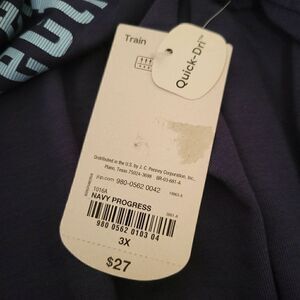 Train
Quick-Dri
Distributed in the U.S. by J. C. Penney Corporation, Inc.,
Plano, Texas 75024-3698
jcp.com 980-0562 0042
1016A
NAVY PROGRESS
980 0562 0103 04
3X
$27